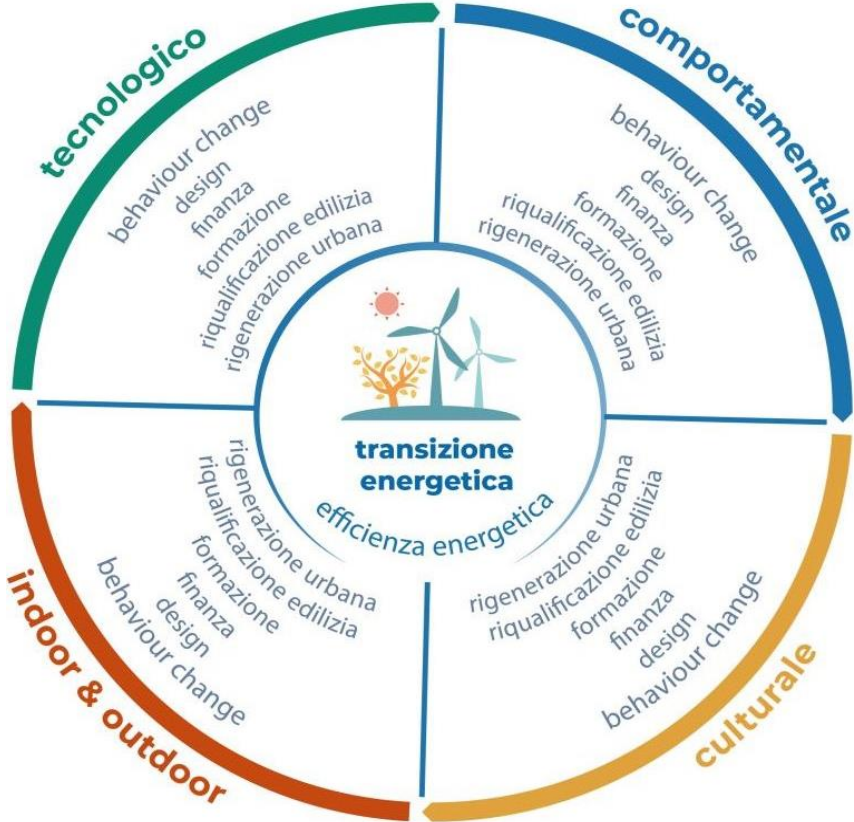 tecnologico
behaviour change
design
finanza
formazione
riqualificazione edilizia
rigenerazione urbana
comportamentale
behaviour change
design
finanza
formazione
riqualificazione edilizia
rigenerazione urbana
transizione
energetica
efficienza energetica
indoor & outdoor
rigenerazione urbana
riqualificazione edilizia
formazione
finanza
design
behaviour change
culturale
rigenerazione urbana
riqualificazione edilizia
formazione
finanza
design
behaviour change